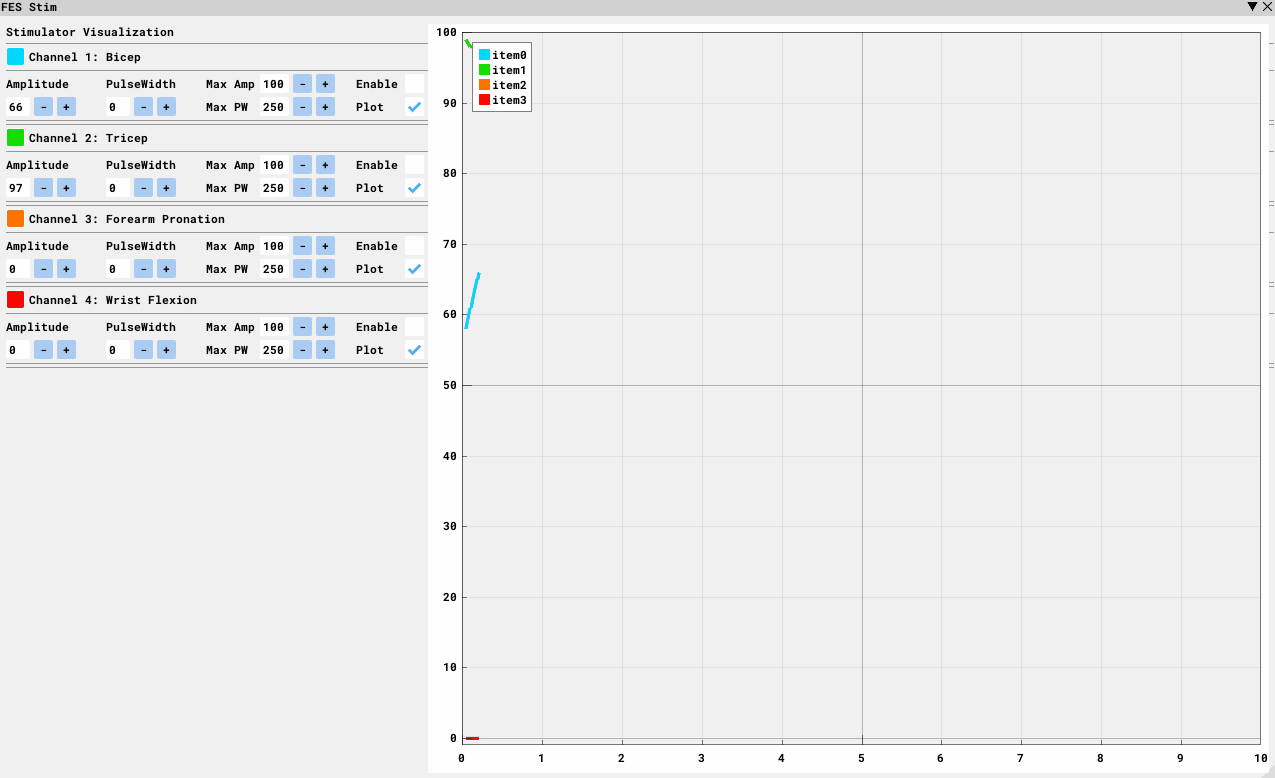 FES Stim
Stimulator Visualization
Channel 1: Bicep
Amplitude PulseWidth Max Amp 100 - + Enable
66 - + 0 - + Max PW 250 - + Plot
Channel 2: Tricep
Amplitude PulseWidth Max Amp 100 - + Enable
97 - + 0 - + Max PW 250 - + Plot
Channel 3: Forearm Pronation
Amplitude PulseWidth Max Amp 100 - + Enable
0 - + 0 - + Max PW 250 - + Plot
Channel 4: Wrist Flexion
Amplitude PulseWidth Max Amp 100 - + Enable
0 - + 0 - + Max PW 250 - + Plot
item0
item1
item2
item3
100
90
80
70
60
50
40
30
20
10
0
0 1 2 3 4 5 6 7 8 9 10